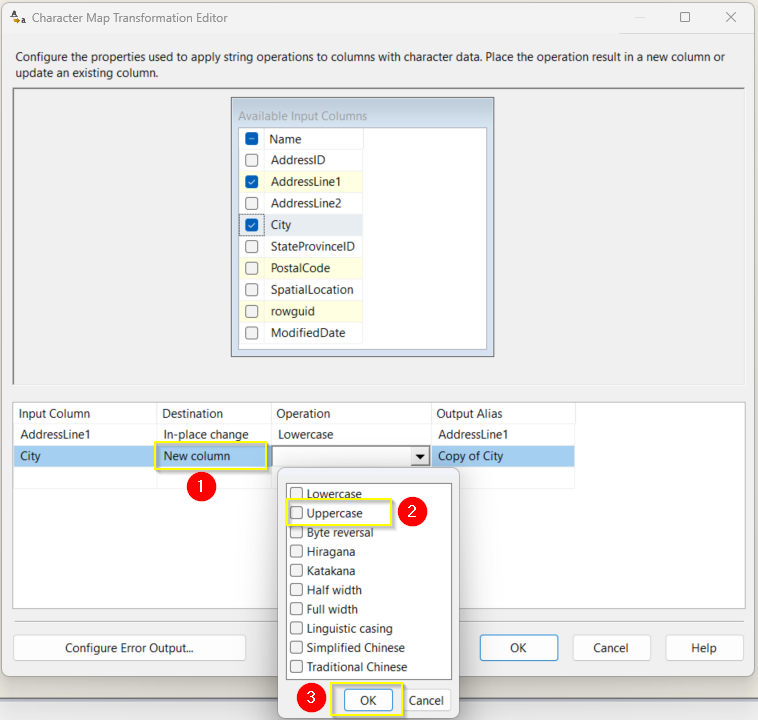 Character Map Transformation Editor
Configure the properties used to apply string operations to columns with character data. Place the operation result in a new column or
update an existing column.
Available Input Columns
Name
AddressID
AddressLine1
AddressLine2
City
StateProvinceID
PostalCode
SpatialLocation
rowguid
ModifiedDate
Input Column Destination Operation Output Alias
AddressLine1 In-place change Lowercase AddressLine1
City New column Copy of City
1
Lowercase
Uppercase 2
Byte reversal
Hiragana
Katakana
Half width
Full width
Linguistic casing
Simplified Chinese
Traditional Chinese
Configure Error Output... OK Cancel Help
3 OK Cancel